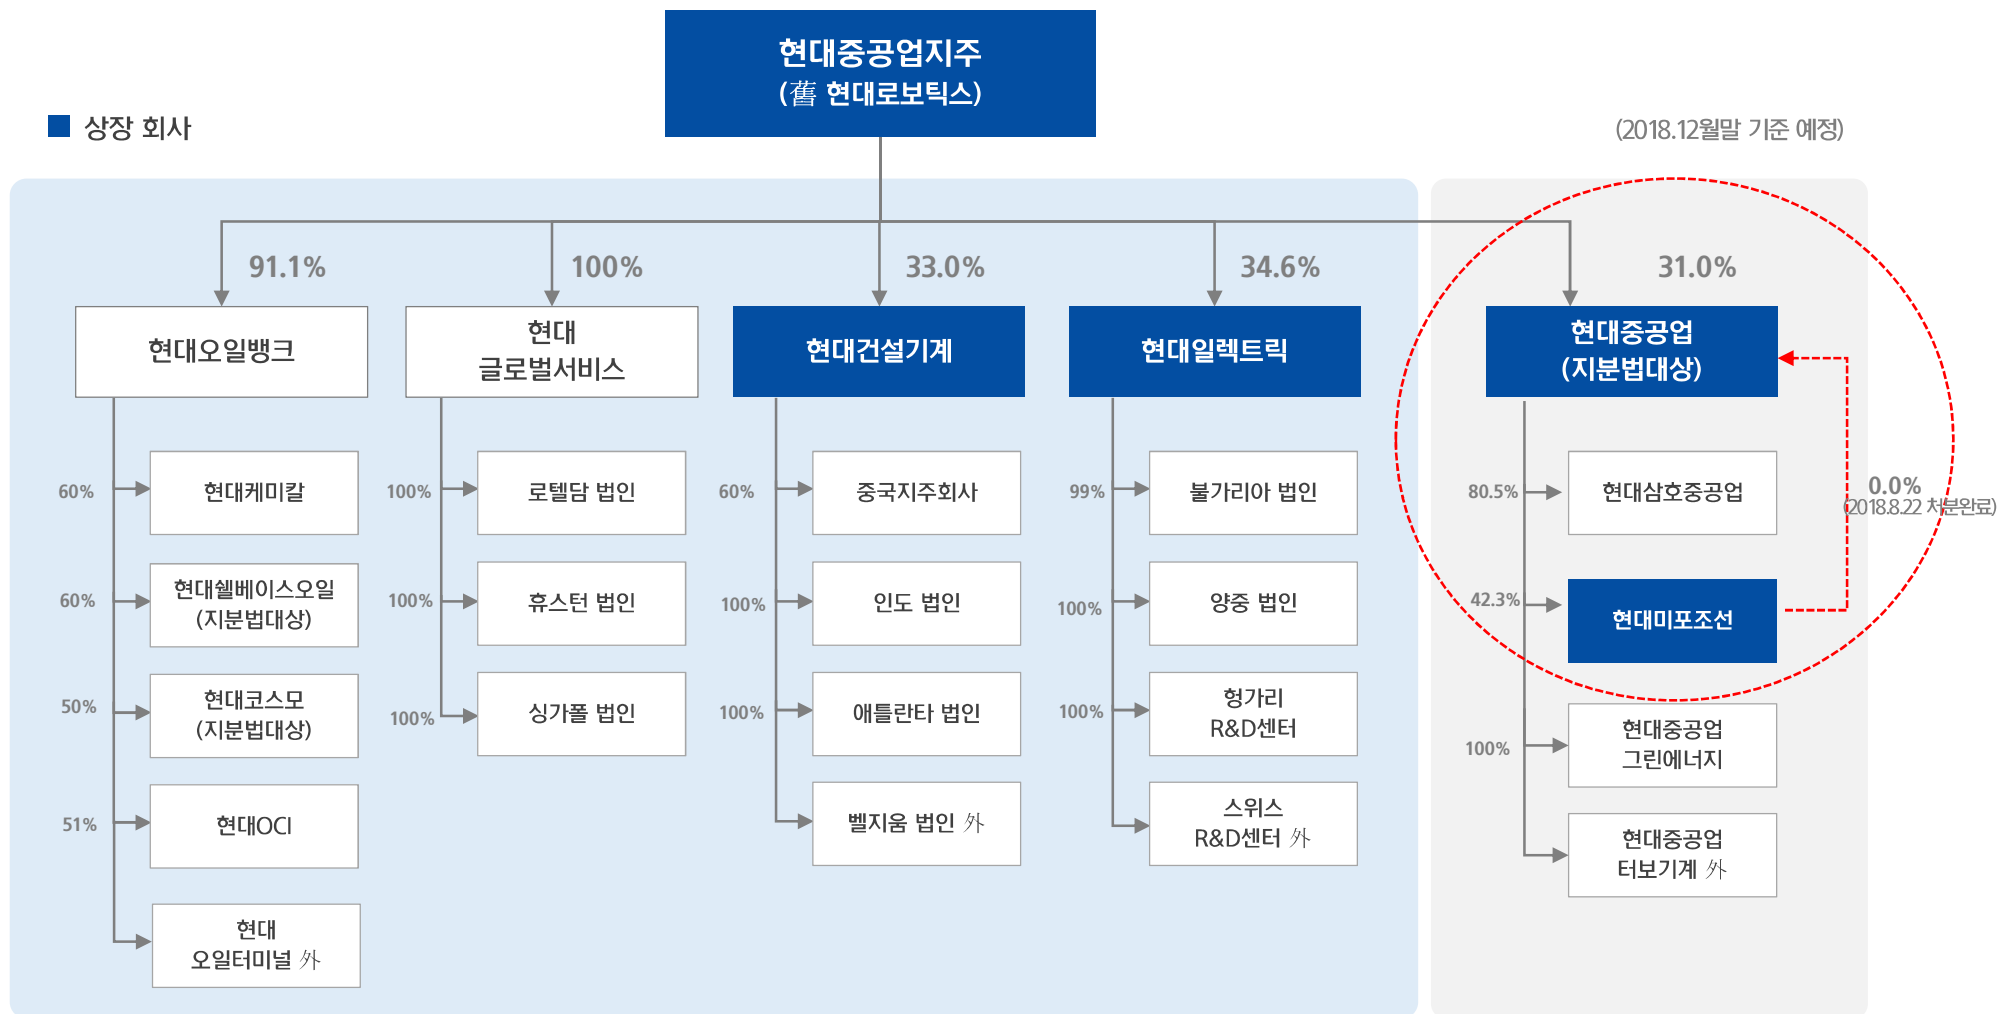 현대중공업지주
(舊 현대로보틱스)
상장 회사
(2018.12월말 기준 예정)
91.1%
100%
33.0%
34.6%
31.0%
현대오일뱅크
현대
글로벌서비스
현대건설기계
현대일렉트릭
현대중공업
(지분법대상)
60%
현대케미칼
60%
현대쉘베이스오일
(지분법대상)
50%
현대코스모
(지분법대상)
51%
현대OCI
현대
오일터미널 外
100%
로텔담 법인
100%
휴스턴 법인
100%
싱가폴 법인
60%
중국지주회사
100%
인도 법인
100%
애틀란타 법인
벨지움 법인 外
99%
불가리아 법인
100%
양중 법인
100%
헝가리
R&D센터
스위스
R&D센터 外
80.5%
현대삼호중공업
0.0%
(2018.8.22 처분완료)
42.3%
현대미포조선
100%
현대중공업
그린에너지
현대중공업
터보기계 外